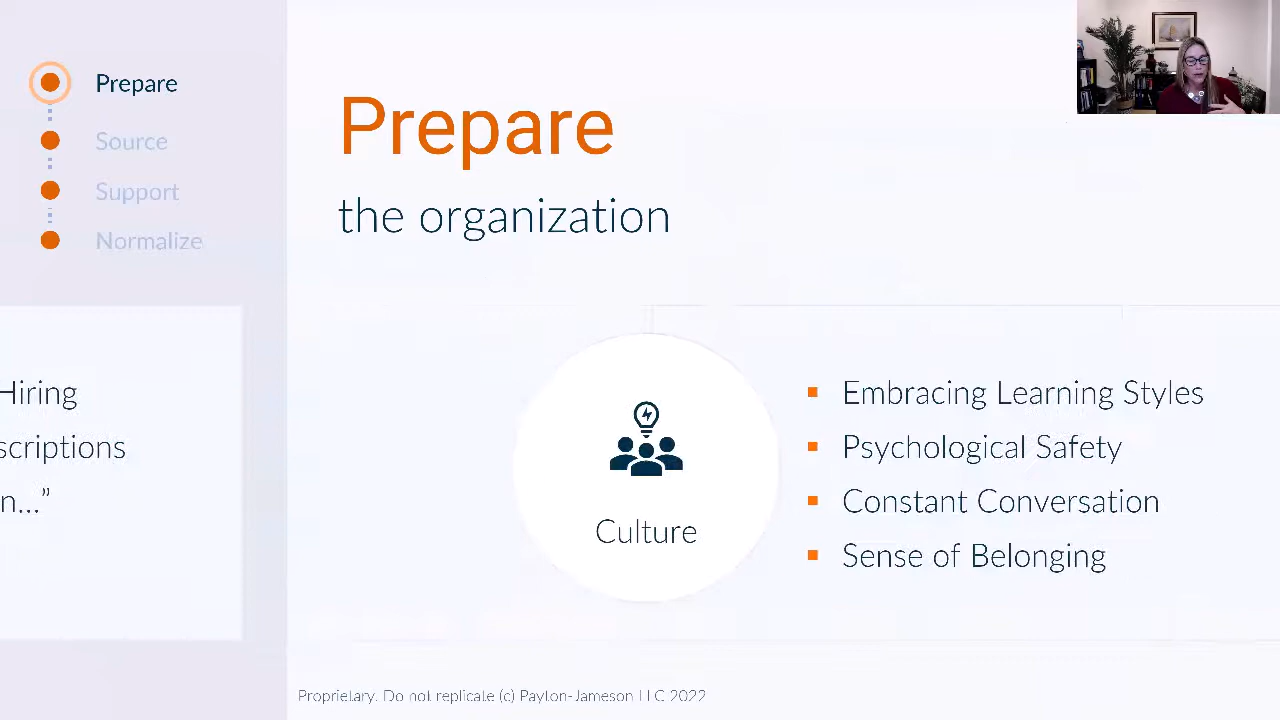 Prepare
Source
Support
Normalize
Prepare
the organization
Hiring
scriptions
n...”
Culture
Embracing Learning Styles
Psychological Safety
Constant Conversation
Sense of Belonging
Proprietary. Do not replicate (c) Payton-Jameson LLC 2022